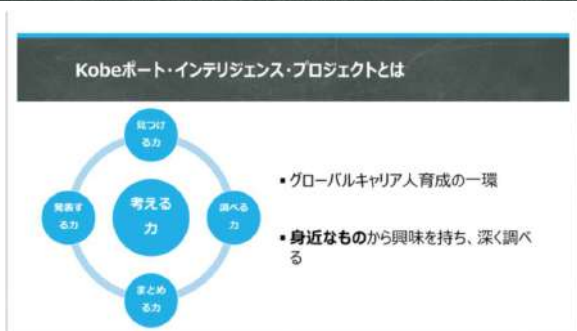 Kobeポート・インテリジェンス・プロジェクトとは
見つけ
る力
考える
力
調べる
力
発表す
る力
まとめ
る力
▪グローバルキャリア人育成の一環
▪身近なものから興味を持ち、深く調べ
る